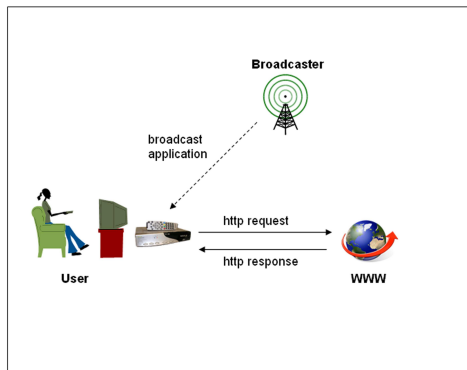 Broadcaster
broadcast
application
http request
http response
User
WWW